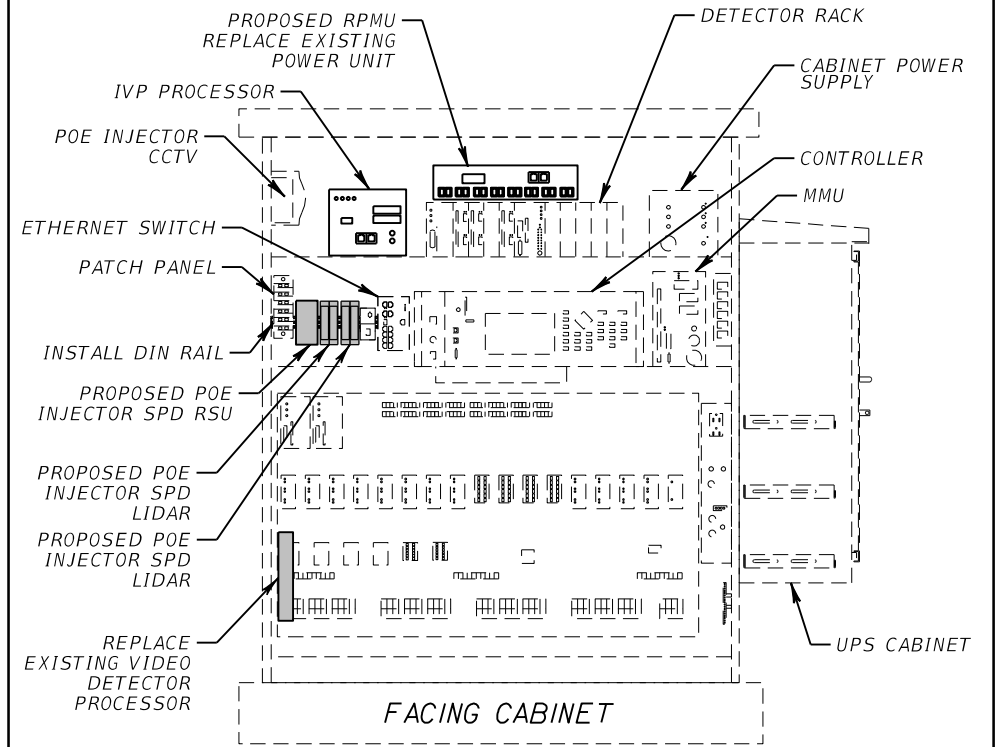 PROPOSED RPMU
REPLACE EXISTING
POWER UNIT
DETECTOR RACK
CABINET POWER
SUPPLY
IVP PROCESSOR
POE INJECTOR
CCTV
CONTROLLER
MMU
ETHERNET SWITCH
PATCH PANEL
INSTALL DIN RAIL
PROPOSED POE
INJECTOR SPD RSU
PROPOSED POE
INJECTOR SPD
LIDAR
PROPOSED POE
INJECTOR SPD
LIDAR
REPLACE
EXISTING VIDEO
DETECTOR
PROCESSOR
UPS CABINET
FACING CABINET